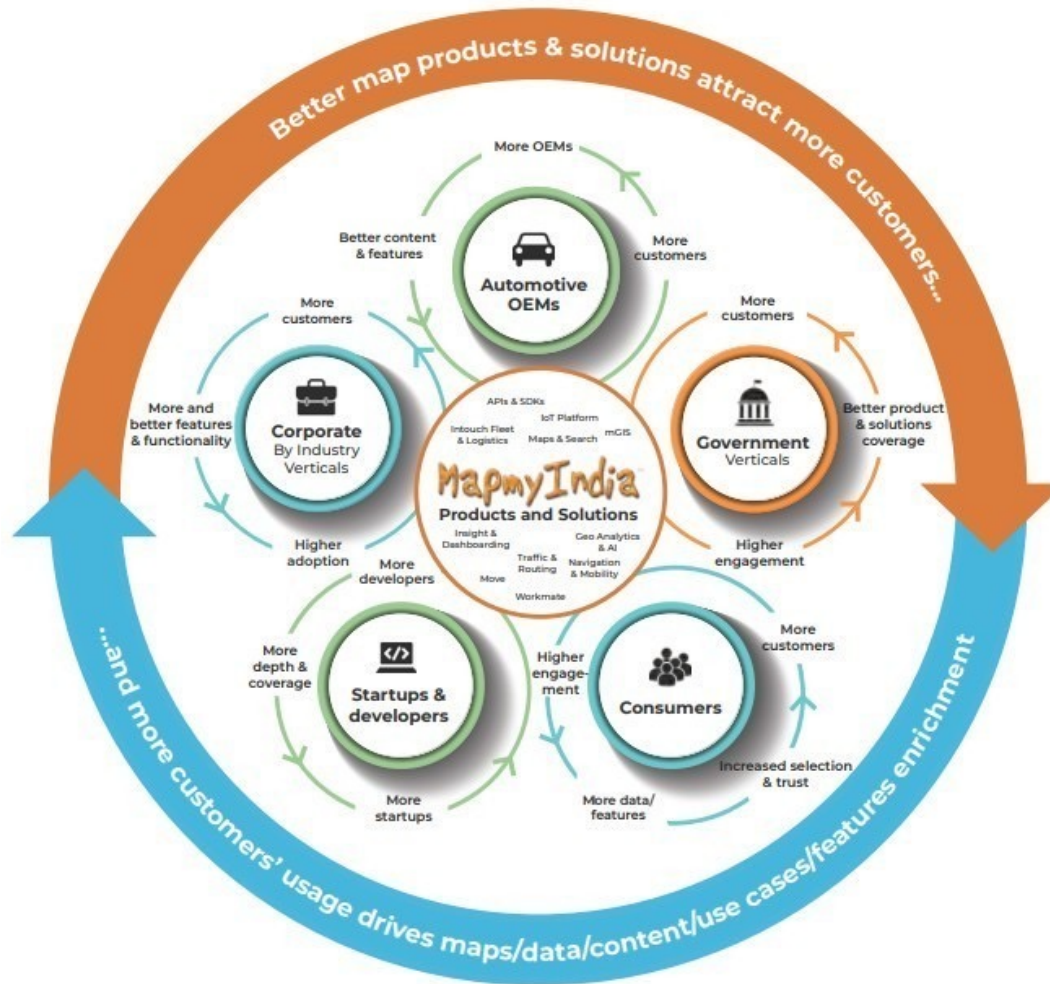 Better map products & solutions attract more customers...
More OEMs
Better content
& features
More
customers
Automotive
OEMs
More
customers
More and
better features
& functionality
Higher
adoption
Corporate
By Industry
Verticals
More
customers
Better product
& solutions
coverage
Higher
engagement
Government
Verticals
APIs & SDKs
IoT Platform
Intouch Fleet
& Logistics
Maps & Search
mGIS
MapmyIndia
Products and Solutions
Insight &
Dashboarding
Geo Analytics
& AI
Traffic &
Routing
Navigation
& Mobility
Move
Workmate
More
developers
More
depth &
coverage
More
startups
Startups &
developers
Higher
engage-
ment
More
customers
Consumers
Increased selection
& trust
More data/
features
...and more customers' usage drives maps/data/content/use cases/features enrichment